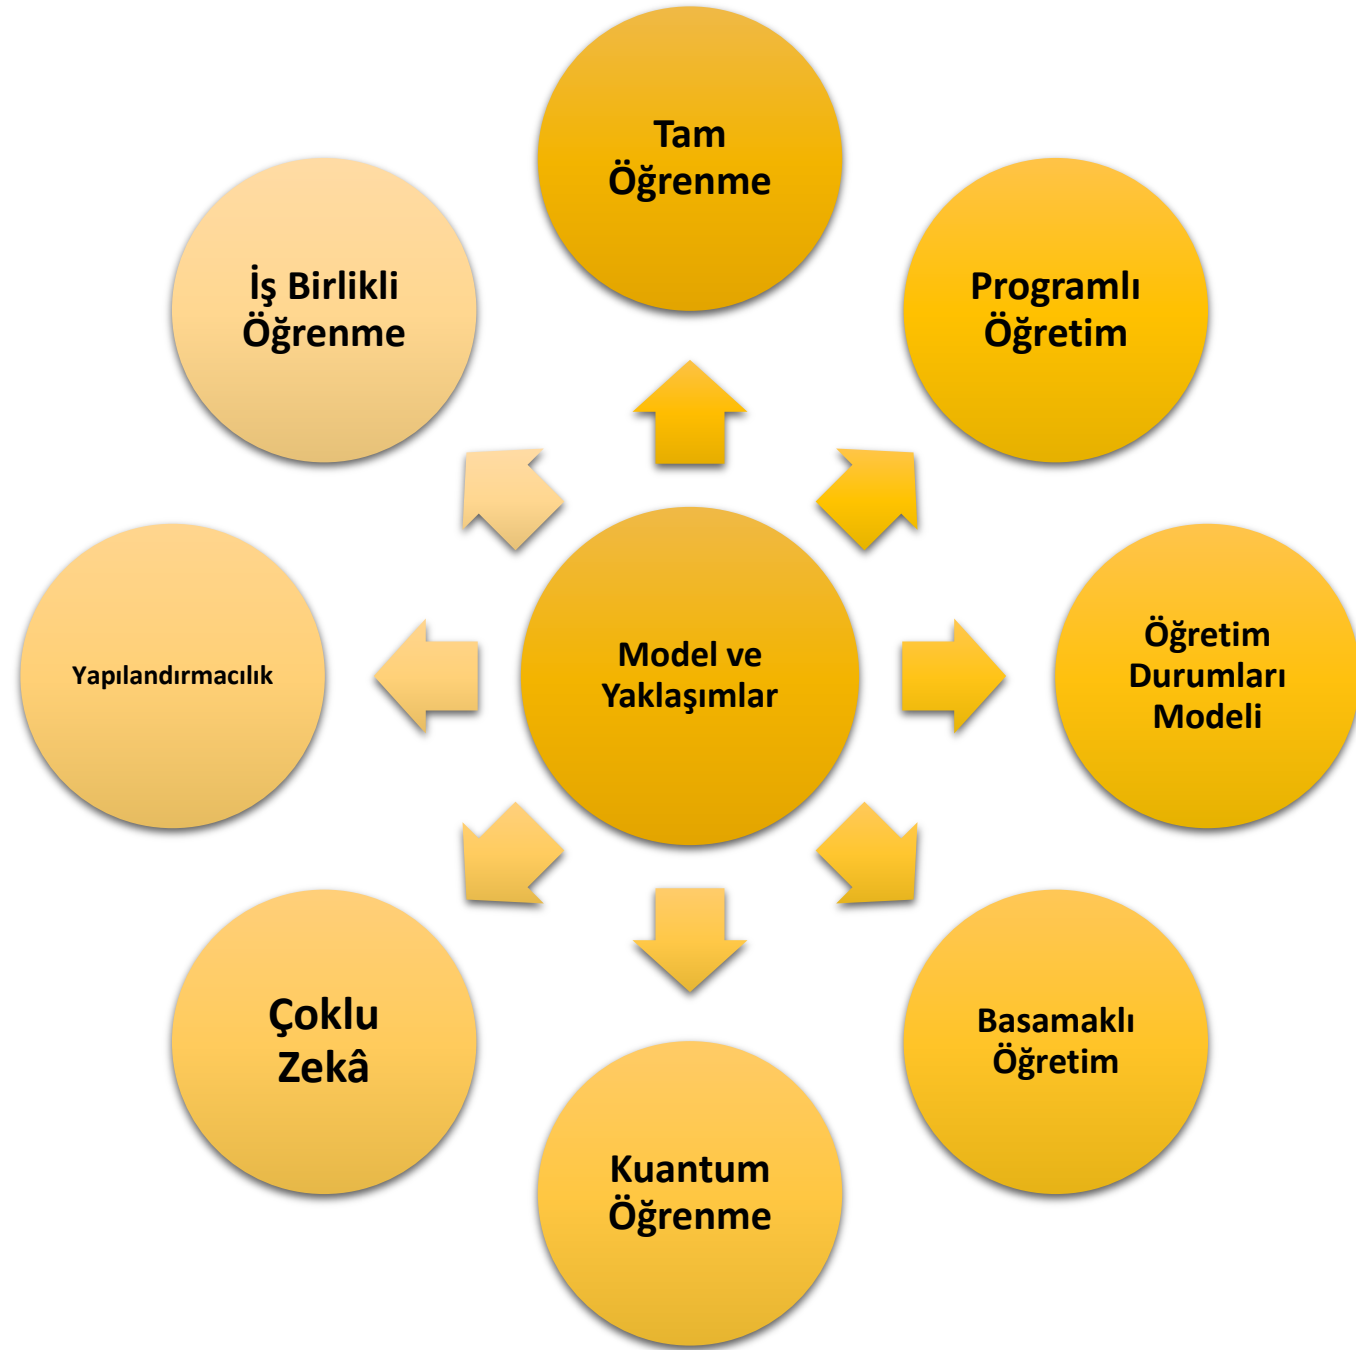 Tam
Öğrenme
Programlı
Öğretim
Öğretim
Durumları
Modeli
Basamaklı
Öğretim
Kuantum
Öğrenme
Çoklu
Zekâ
Yapılandırmacılık
İş Birlikli
Öğrenme
Model ve
Yaklaşımlar